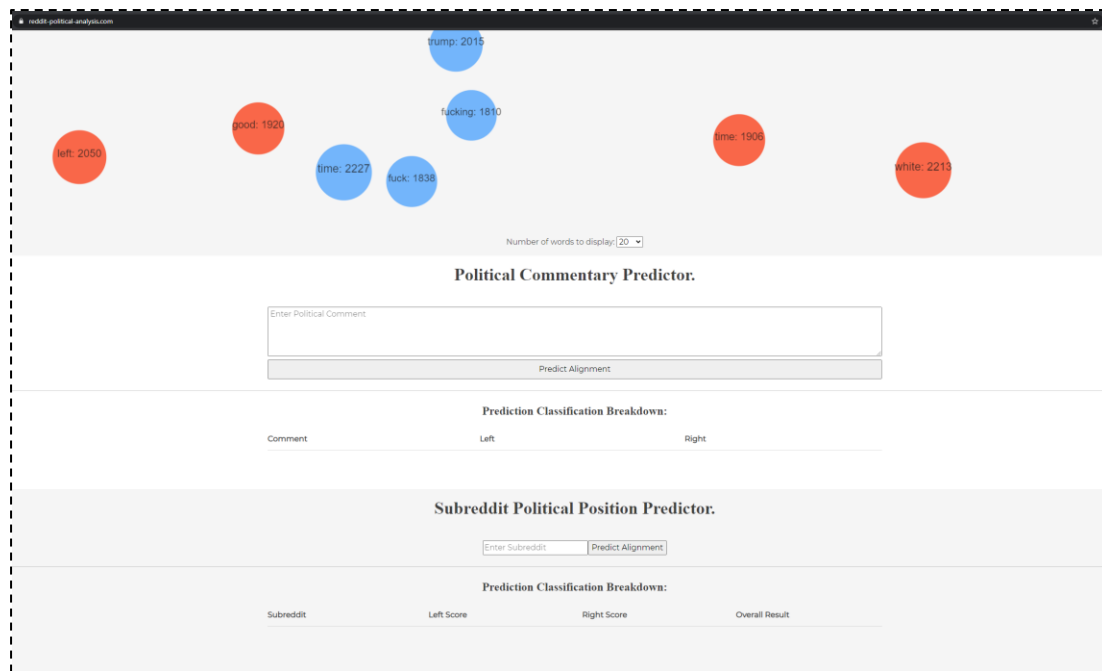 reddit-political-analysis.com
trump: 2015
fucking: 1810
good: 1920
time: 1906
left: 2050
time: 2227
fuck: 1838
white: 2213
Number of words to display: 20
Political Commentary Predictor.
Enter Political Comment
Predict Alignment
Prediction Classification Breakdown:
Comment Left Right
Subreddit Political Position Predictor.
Enter Subreddit Predict Alignment
Prediction Classification Breakdown:
Subreddit Left Score Right Score Overall Result